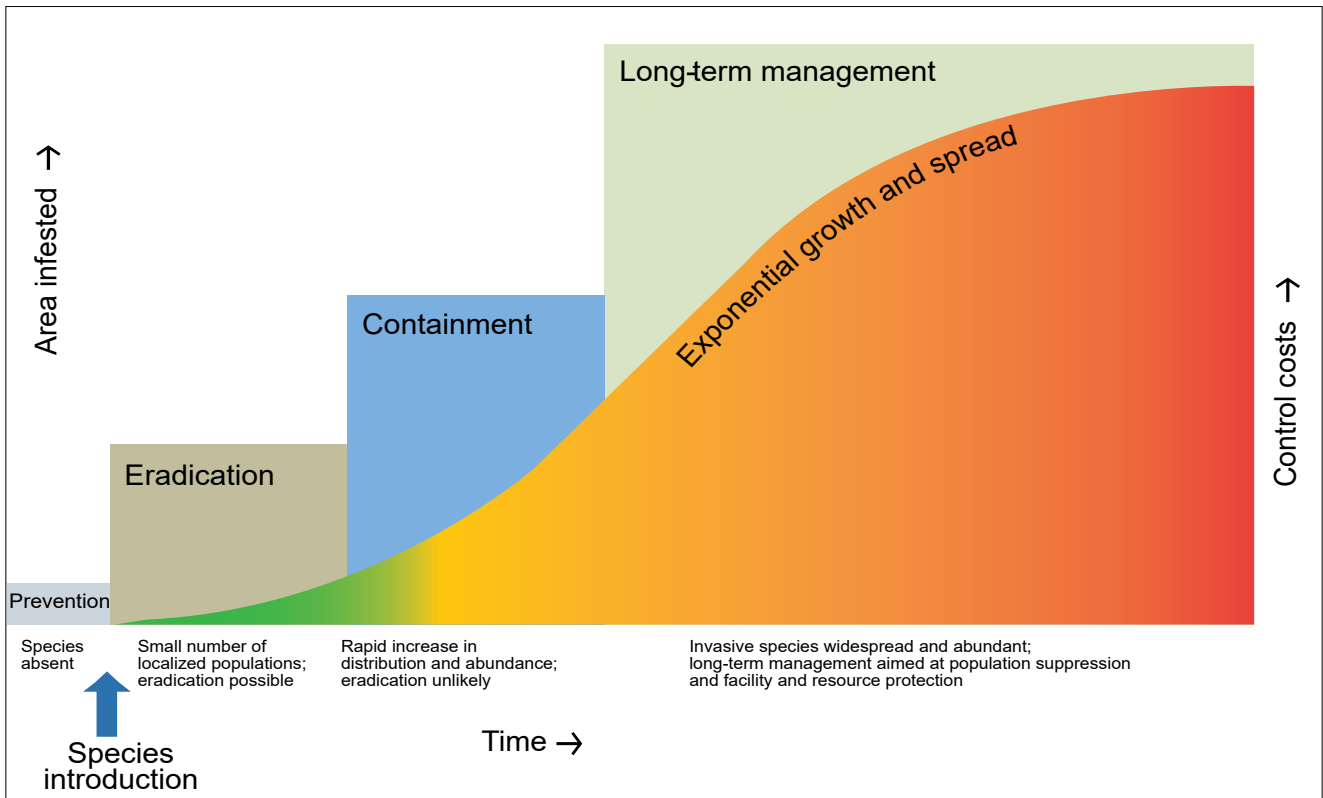 Long-term management
Area infested →
Exponential growth and spread
Containment
Control costs →
Eradication
Prevention
Species
absent
Small number of
localized populations;
eradication possible
Rapid increase in
distribution and abundance;
eradication unlikely
Invasive species widespread and abundant;
long-term management aimed at population suppression
and facility and resource protection
Time →
Species
introduction